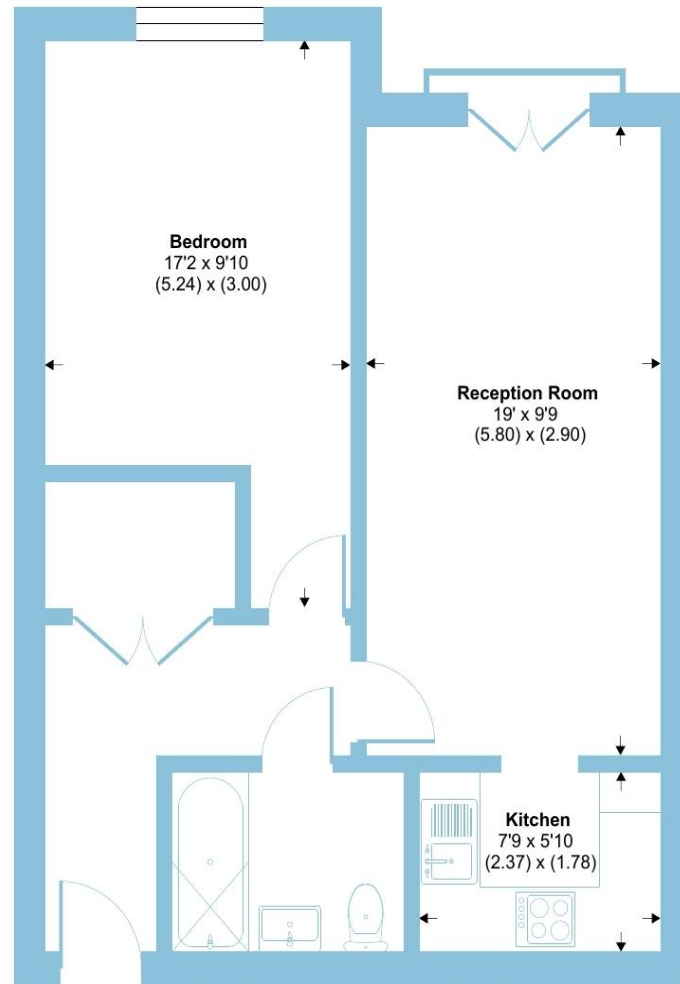 Bedroom
17'2 x 9'10
(5.24) x (3.00)
Reception Room
19' x 9'9
(5.80) x (2.90)
Kitchen
7'9 x 5'10
(2.37) x (1.78)